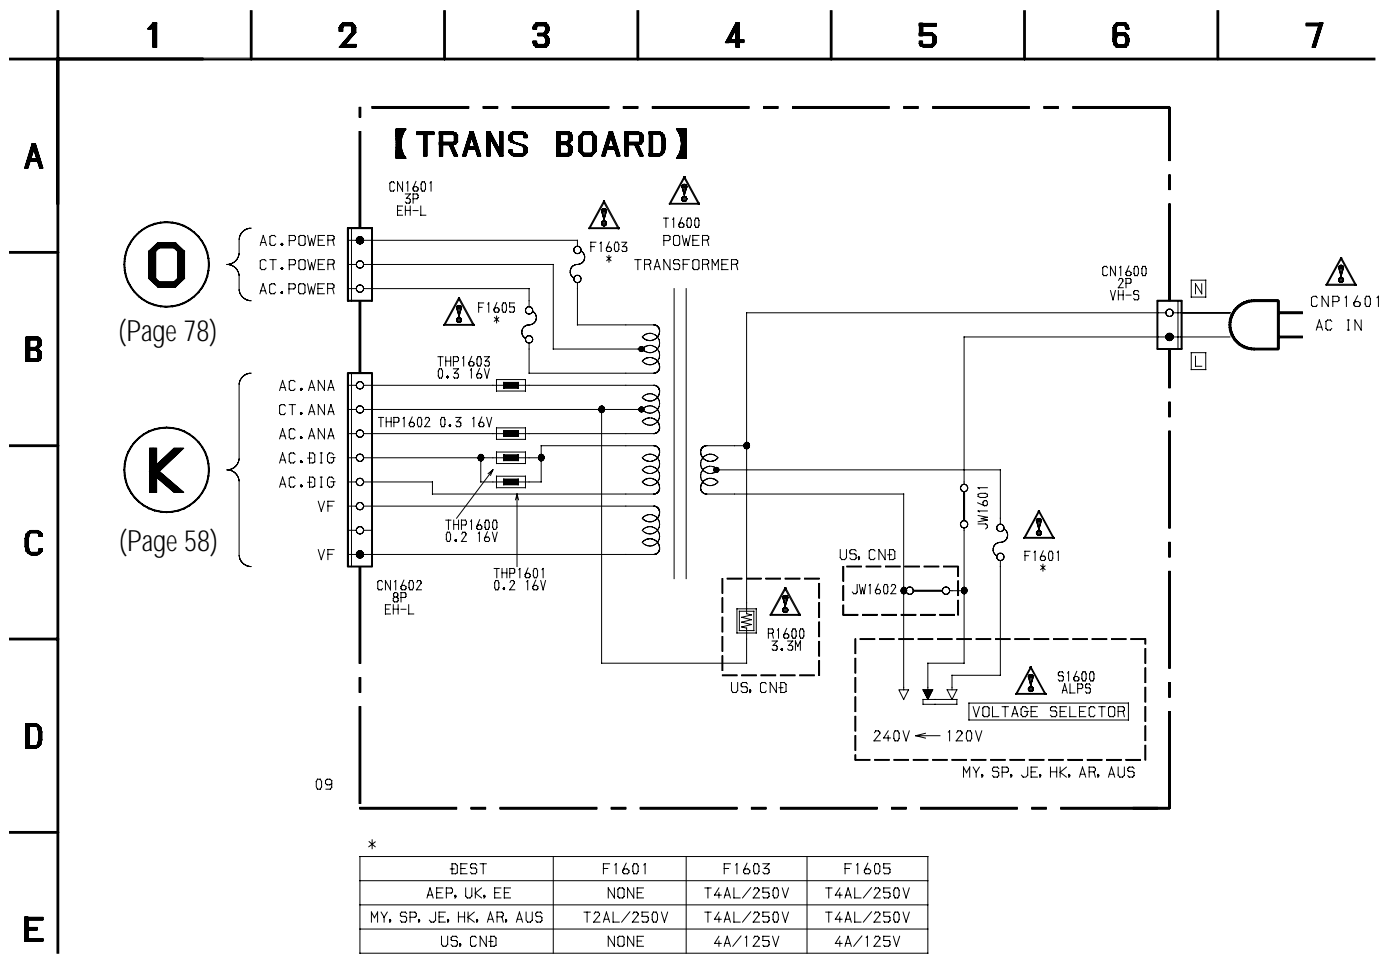 1 2 3 4 5 6 7
A
B
C
D
E
【TRANS BOARD】
CN1601
3P
EH-L
O
(Page 78)
AC.POWER
CT.POWER
AC.POWER
F1603
*
T1600
POWER
TRANSFORMER
F1605
*
CN1600
2P
VH-S
N
L
CNP1601
AC IN
K
(Page 58)
AC.ANA
CT.ANA
AC.ANA
AC.DIG
AC.DIG
VF
VF
THP1603
0.3 16V
THP1602 0.3 16V
THP1600
0.2 16V
THP1601
0.2 16V
CN1602
8P
EH-L
JW1601
F1601
*
US, CND
JW1602
R1600
3.3M
US, CND
S1600
ALPS
VOLTAGE SELECTOR
240V ← 120V
MY, SP, JE, HK, AR, AUS
09
*
DEST F1601 F1603 F1605
AEP, UK, EE NONE T4AL/250V T4AL/250V
MY, SP, JE, HK, AR, AUS T2AL/250V T4AL/250V T4AL/250V
US, CND NONE 4A/125V 4A/125V